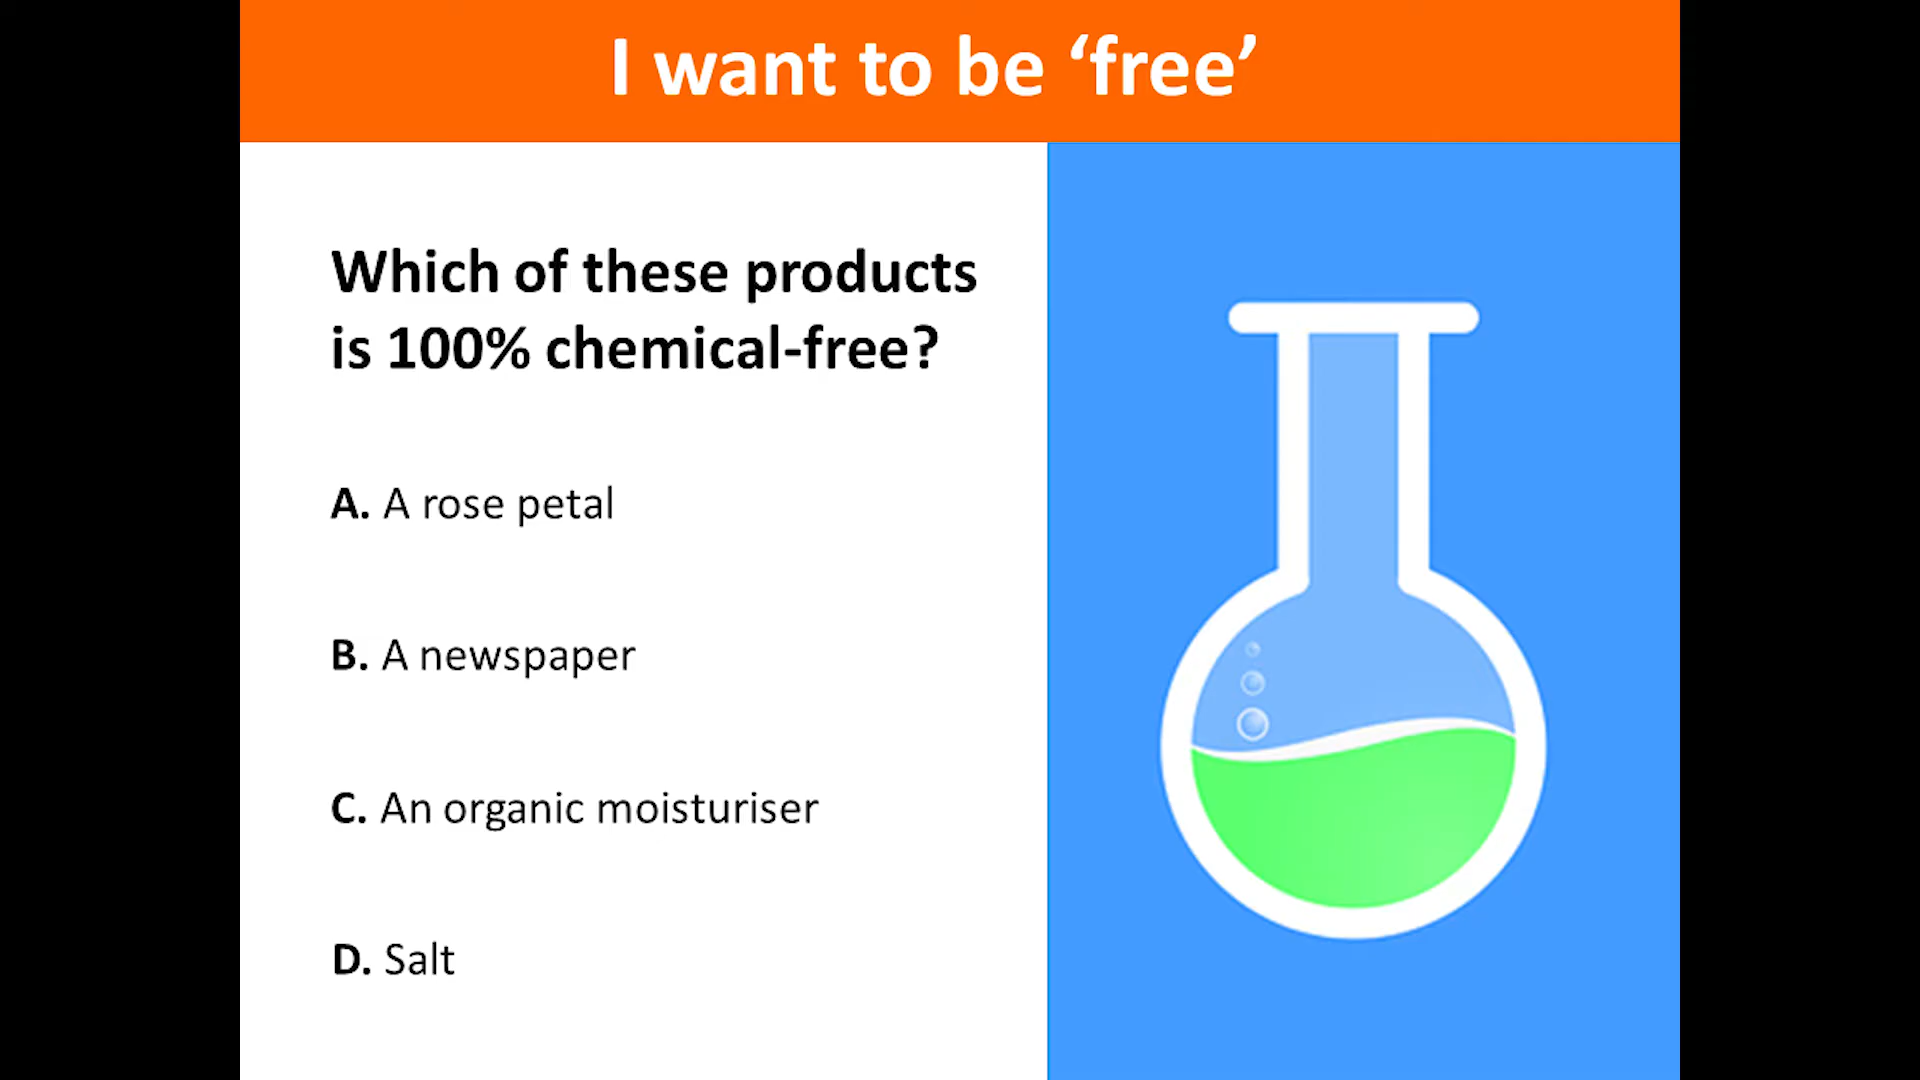 I want to be ‘free’
Which of these products
is 100% chemical-free?
A. A rose petal
B. A newspaper
C. An organic moisturiser
D. Salt